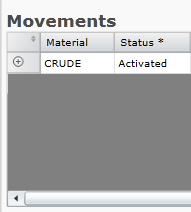 Movements
Material Status *
CRUDE Activated